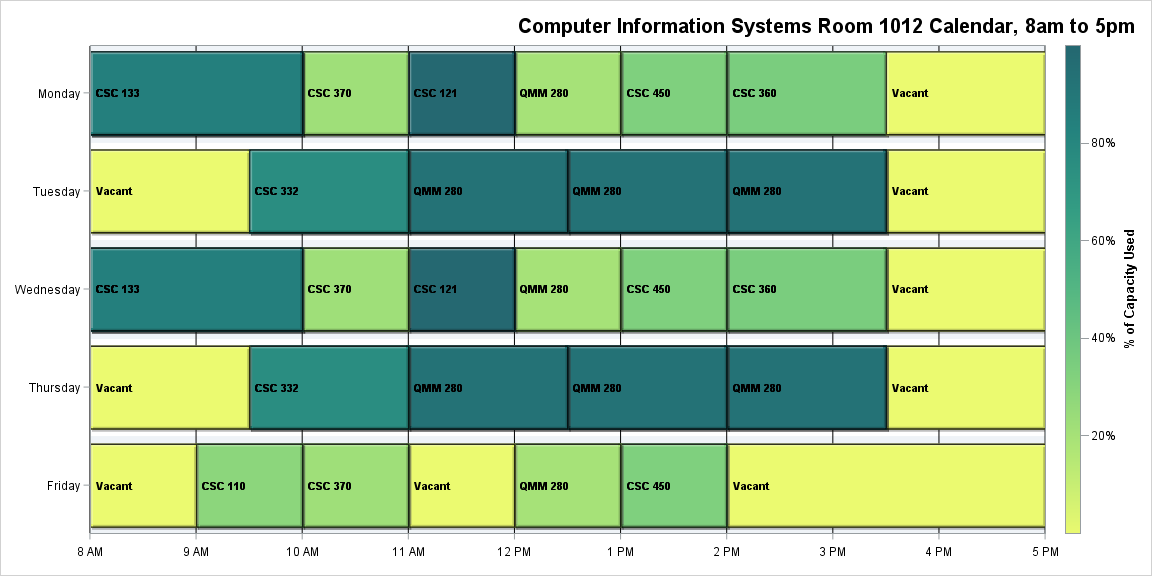 Computer Information Systems Room 1012 Calendar, 8am to 5pm
Monday CSC 133 CSC 370 CSC 121 QMM 280 CSC 450 CSC 360 Vacant
Tuesday Vacant CSC 332 QMM 280 QMM 280 QMM 280 Vacant
Wednesday CSC 133 CSC 370 CSC 121 QMM 280 CSC 450 CSC 360 Vacant
Thursday Vacant CSC 332 QMM 280 QMM 280 QMM 280 Vacant
Friday Vacant CSC 110 CSC 370 Vacant QMM 280 CSC 450 Vacant
8 AM 9 AM 10 AM 11 AM 12 PM 1 PM 2 PM 3 PM 4 PM 5 PM
80%
60%
40%
20%
% of Capacity Used